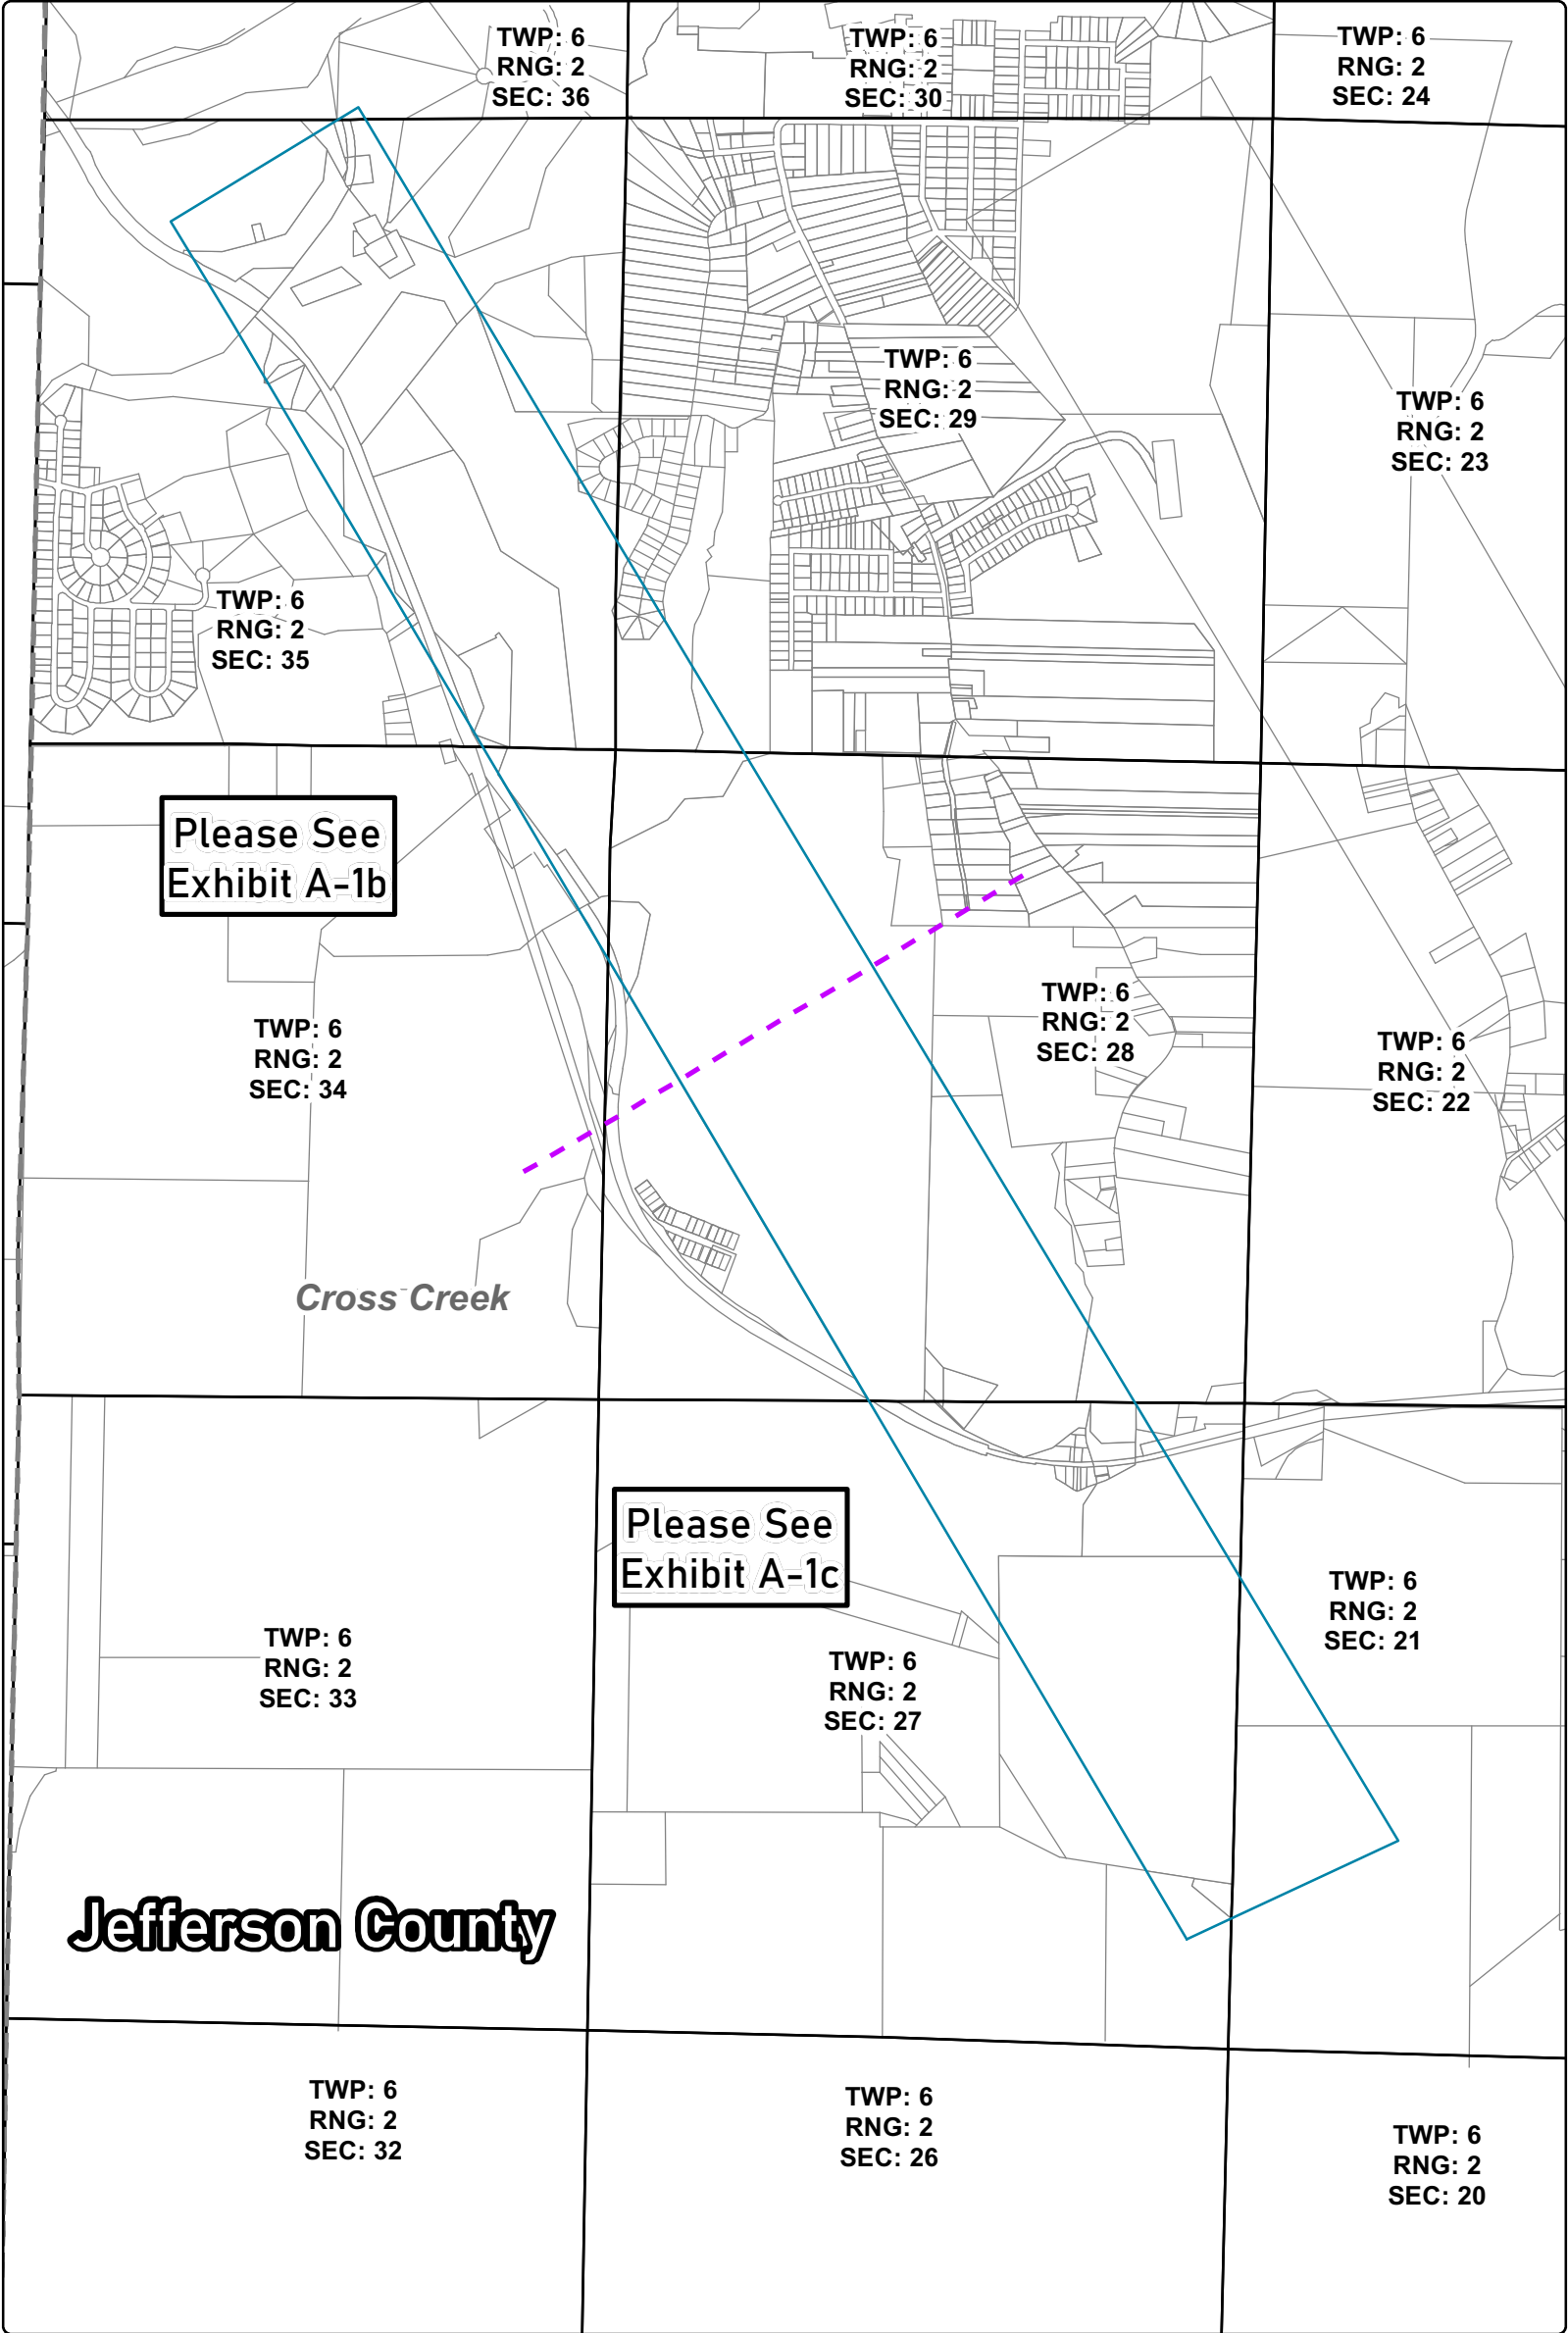 TWP: 6
RNG: 2
SEC: 36
TWP: 6
RNG: 2
SEC: 30
TWP: 6
RNG: 2
SEC: 24
TWP: 6
RNG: 2
SEC: 29
TWP: 6
RNG: 2
SEC: 23
TWP: 6
RNG: 2
SEC: 35
Please See
Exhibit A-1b
TWP: 6
RNG: 2
SEC: 34
TWP: 6
RNG: 2
SEC: 28
TWP: 6
RNG: 2
SEC: 22
Cross Creek
Please See
Exhibit A-1c
TWP: 6
RNG: 2
SEC: 21
TWP: 6
RNG: 2
SEC: 33
TWP: 6
RNG: 2
SEC: 27
Jefferson County
TWP: 6
RNG: 2
SEC: 32
TWP: 6
RNG: 2
SEC: 26
TWP: 6
RNG: 2
SEC: 20